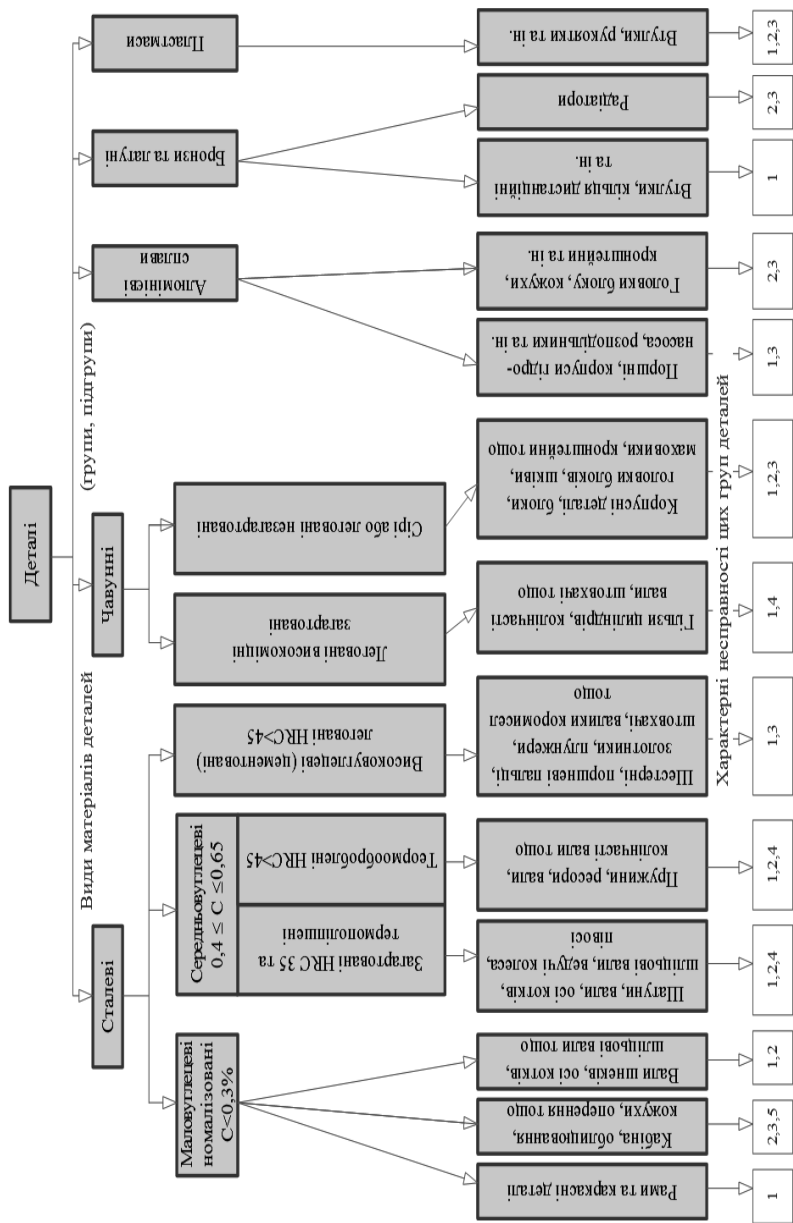 Деталі
Види матеріалів деталей
(групи, підгрупи)
Сталеві
Чавунні
Алюмінієві
сплави
Бронзи та латуні
Пластмаси
Маловуглецеві
номалізовані
C<0,3%
Середньовуглецеві
0,4 ≤ C ≤0,65
Загартовані HRC 35 та
термополіпшені
Теормооброблені HRC>45
Високовуглецеві (цементовані)
леговані HRC>45
Леговані високоміцні
загартовані
Сірі або леговані незагартовані
Рами та каркасні деталі
Кабіна, облицювання,
кожухи, оперення тощо
Вали шнеків, осі котків,
шліцьові вали тощо
Шатуни, вали, осі котків,
шліцьові вали, ведучі колеса,
півосі
Пружини, ресори, вали,
колінчасті вали тощо
Шестерні, поршневі пальці,
золотники, плунжери,
штовхачі, валики коромисел
тощо
Гільзи циліндрів, колінчасті
вали, штовхачі тощо
Корпусні деталі, блоки,
головки блоків, шківи,
маховики, кронштейни тощо
Поршні, корпуси гідро-
насоса, розподільники та ін.
Головки блоку, кожухи,
кронштейни та ін.
Втулки, кільця дистанційні
та ін.
Радіатори
Втулки, рукоятки та ін.
Характерні несправності цих груп деталей
1
2,3,5
1,2
1,2,4
1,2,4
1,3
1,4
1,2,3
1,3
2,3
1
2,3
1,2,3